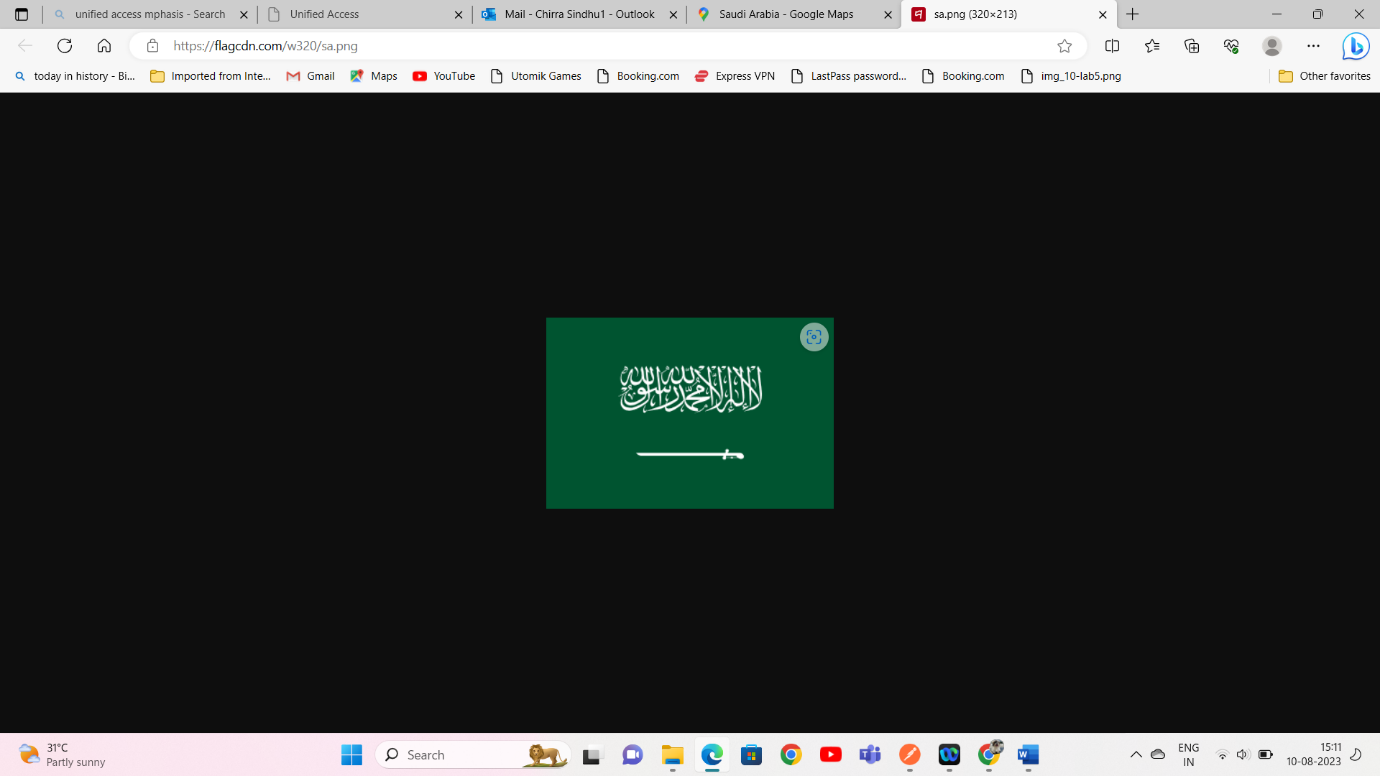 unified access mphasis - Search
Unified Access
Mail - Chirra Sindhu1 - Outlook
Saudi Arabia - Google Maps
sa.png (320×213)
https://flagcdn.com/w320/sa.png
today in history - Bi...
Imported from Inte...
Gmail
Maps
YouTube
Utomik Games
Booking.com
Express VPN
LastPass password...
Booking.com
img_10-lab5.png
Other favorites
لا إله إلا الله محمد رسول الله
31°C
Partly sunny
Search
ENG
IN
15:11
10-08-2023